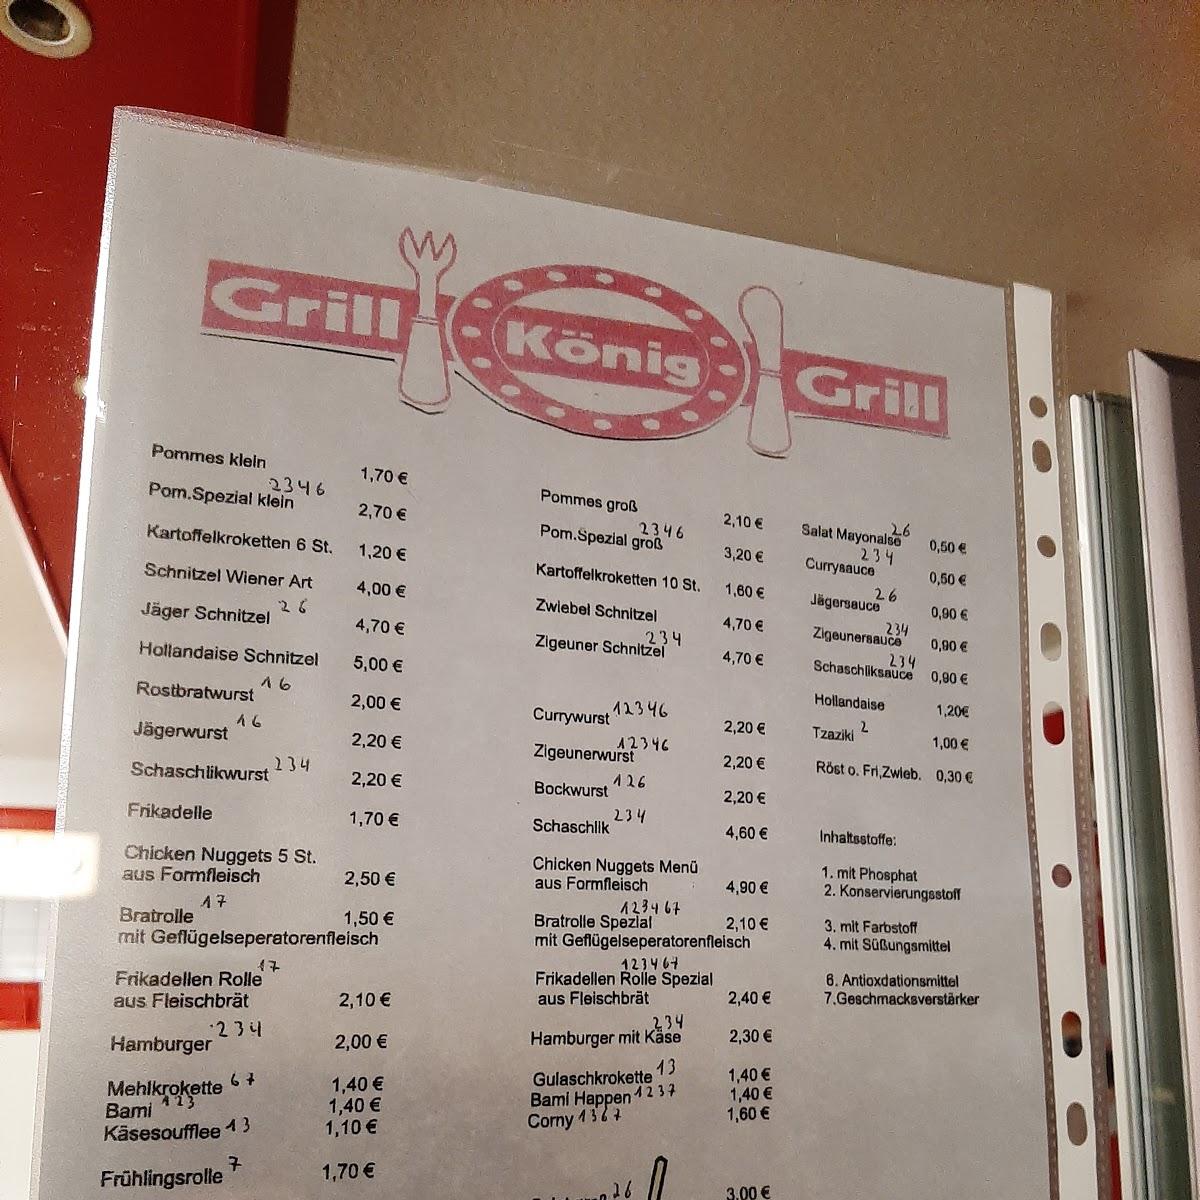 Grill König Grill
Pommes klein 1,70 €
Pom.Spezial klein 2346 2,70 €
Kartoffelkroketten 6 St. 1,20 €
Schnitzel Wiener Art 4,00 €
Jäger Schnitzel 26 4,70 €
Hollandaise Schnitzel 5,00 €
Rostbratwurst 16 2,00 €
Jägerwurst 16 2,20 €
Schaschlikwurst 234 2,20 €
Frikadelle 1,70 €
Chicken Nuggets 5 St.
aus Formfleisch 2,50 €
Bratrolle 17 1,50 €
mit Geflügelseperatorenfleisch
Frikadellen Rolle 17
aus Fleischbrät 2,10 €
Hamburger 234 2,00 €
Mehlkrokette 67 1,40 €
Bami 123 1,40 €
Käsesoufflee 13 1,10 €
Frühlingsrolle 7 1,70 €
Pommes groß 2,10 €
Pom.Spezial groß 2346 3,20 €
Kartoffelkroketten 10 St. 1,60 €
Zwiebel Schnitzel 4,70 €
Zigeuner Schnitzel 234 4,70 €
Currywurst 12346 2,20 €
Zigeunerwurst 12346 2,20 €
Bockwurst 126 2,20 €
Schaschlik 234 4,60 €
Chicken Nuggets Menü
aus Formfleisch 4,90 €
Bratrolle Spezial 123467 2,10 €
mit Geflügelseperatorenfleisch
Frikadellen Rolle Spezial 123467
aus Fleischbrät 2,40 €
Hamburger mit Käse 234 2,30 €
Gulaschkrokette 13 1,40 €
Bami Happen 1237 1,40 €
Corny 1367 1,60 €
26 3,00 €
Salat Mayonaise 26 0,50 €
Currysauce 234 0,50 €
Jägersauce 26 0,90 €
Zigeunersauce 234 0,90 €
Schaschliksauce 234 0,90 €
Hollandaise 1,20€
Tzaziki 2 1,00 €
Röst o. Fri,Zwieb. 0,30 €
Inhaltsstoffe:
1. mit Phosphat
2. Konservierungsstoff
3. mit Farbstoff
4. mit Süßungsmittel
6. Antioxdationsmittel
7.Geschmacksverstärker